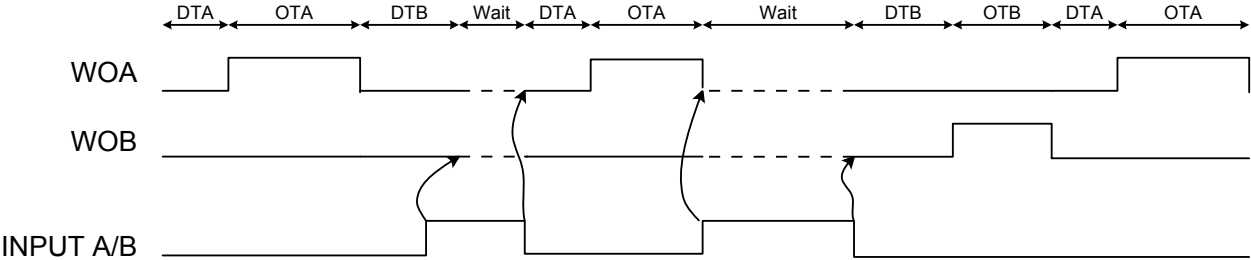 DTA OTA DTB Wait DTA OTA Wait DTB OTB DTA OTA
WOA
WOB
INPUT A/B